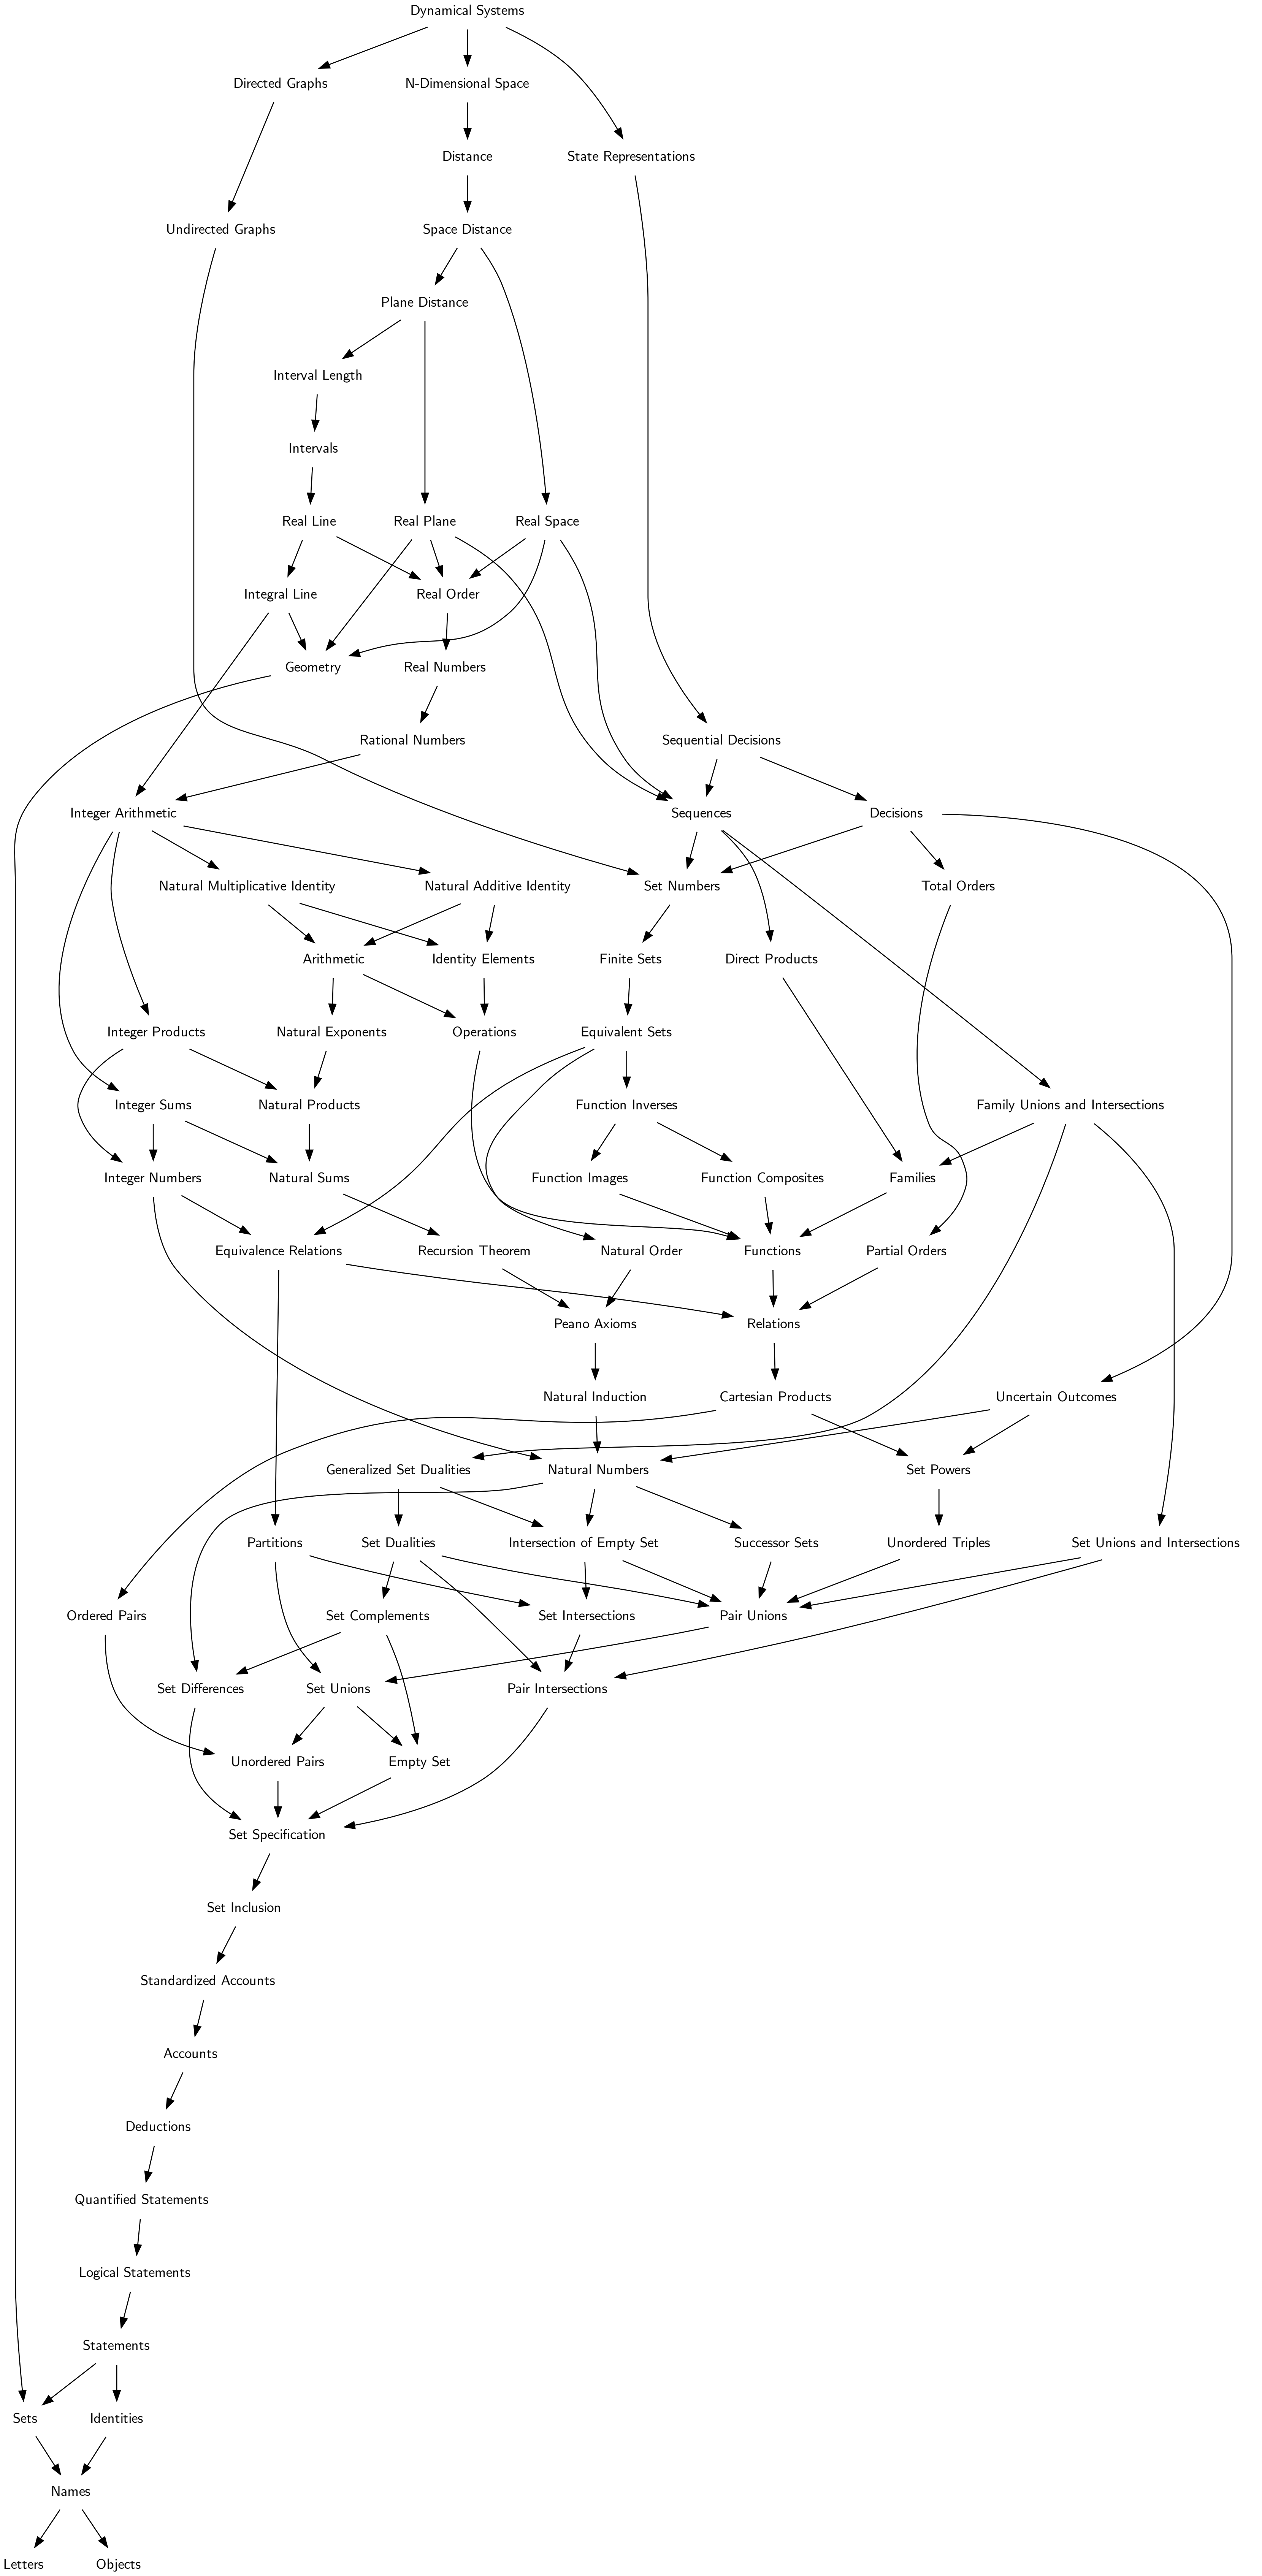 Dynamical Systems
Directed Graphs
N-Dimensional Space
Distance
State Representations
Undirected Graphs
Space Distance
Plane Distance
Interval Length
Intervals
Real Line
Real Plane
Real Space
Integral Line
Real Order
Geometry
Real Numbers
Rational Numbers
Sequential Decisions
Integer Arithmetic
Sequences
Decisions
Natural Multiplicative Identity
Natural Additive Identity
Set Numbers
Total Orders
Arithmetic
Identity Elements
Finite Sets
Direct Products
Integer Products
Natural Exponents
Operations
Equivalent Sets
Integer Sums
Natural Products
Function Inverses
Family Unions and Intersections
Integer Numbers
Natural Sums
Function Images
Function Composites
Families
Equivalence Relations
Recursion Theorem
Natural Order
Functions
Partial Orders
Peano Axioms
Relations
Natural Induction
Cartesian Products
Uncertain Outcomes
Generalized Set Dualities
Natural Numbers
Set Powers
Partitions
Set Dualities
Intersection of Empty Set
Successor Sets
Unordered Triples
Set Unions and Intersections
Ordered Pairs
Set Complements
Set Intersections
Pair Unions
Set Differences
Set Unions
Pair Intersections
Unordered Pairs
Empty Set
Set Specification
Set Inclusion
Standardized Accounts
Accounts
Deductions
Quantified Statements
Logical Statements
Statements
Sets
Identities
Names
Letters
Objects